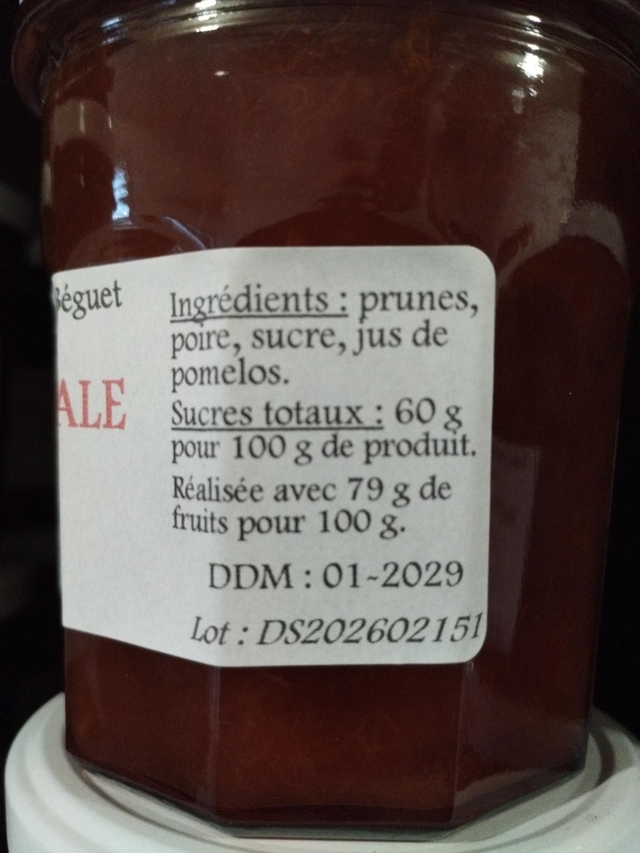 Béguet
ALE
Ingrédients : prunes,
poire, sucre, jus de
pomelos.
Sucres totaux : 60 g
pour 100 g de produit.
Réalisée avec 79 g de
fruits pour 100 g.
DDM : 01-2029
Lot : DS202602151